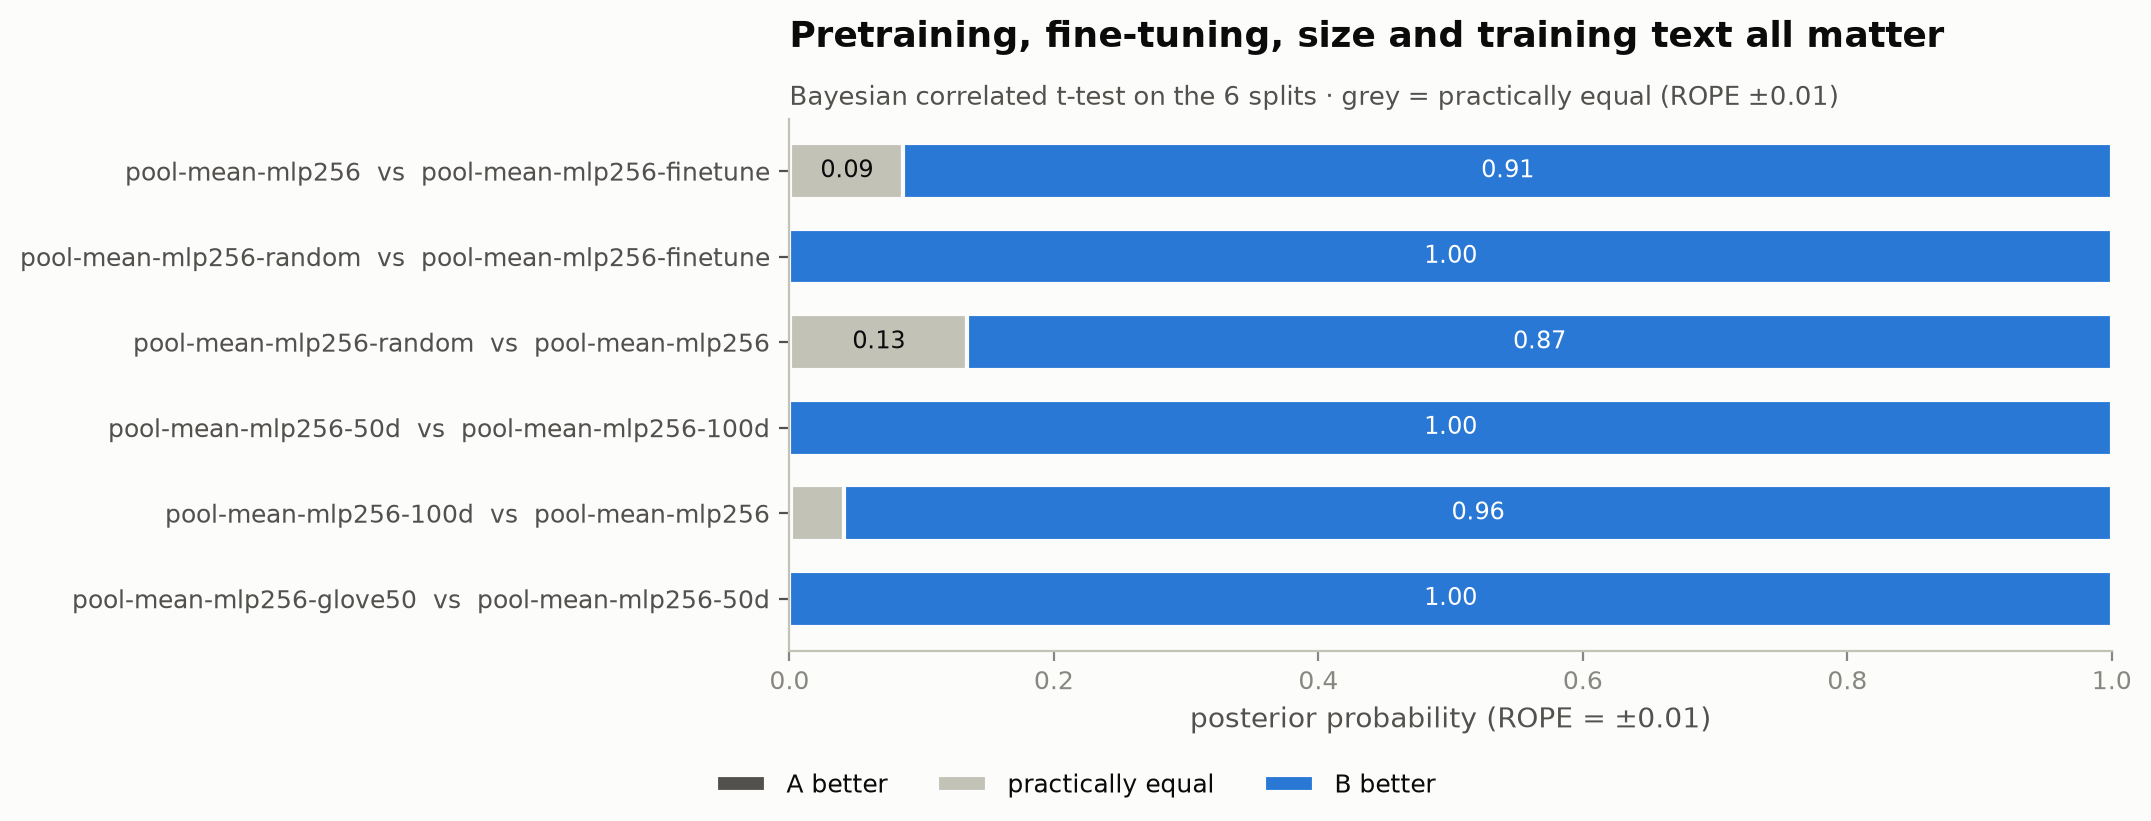 Pretraining, fine-tuning, size and training text all matter
Bayesian correlated t-test on the 6 splits · grey = practically equal (ROPE ±0.01)
pool-mean-mlp256 vs pool-mean-mlp256-finetune
0.09
0.91
pool-mean-mlp256-random vs pool-mean-mlp256-finetune
1.00
pool-mean-mlp256-random vs pool-mean-mlp256
0.13
0.87
pool-mean-mlp256-50d vs pool-mean-mlp256-100d
1.00
pool-mean-mlp256-100d vs pool-mean-mlp256
0.96
pool-mean-mlp256-glove50 vs pool-mean-mlp256-50d
1.00
0.0 0.2 0.4 0.6 0.8 1.0
posterior probability (ROPE = ±0.01)
A better practically equal B better